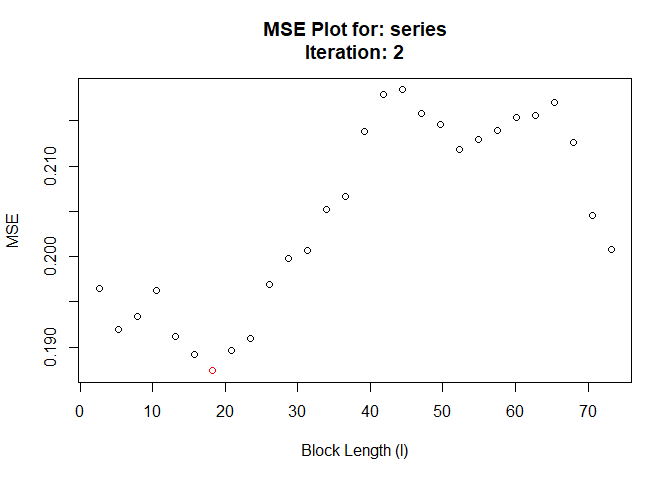 MSE Plot for: series
Iteration: 2
0.210
0.200
0.190
MSE
0 10 20 30 40 50 60 70
Block Length (l)